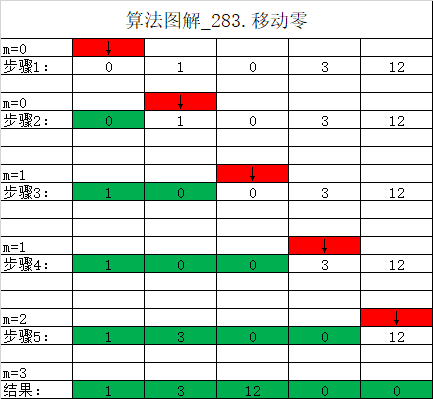 算法图解_283.移动零
m=0 ↓
步骤1: 0 1 0 3 12
m=0 ↓
步骤2: 0 1 0 3 12
m=1 ↓
步骤3: 1 0 0 3 12
m=1 ↓
步骤4: 1 0 0 3 12
m=2 ↓
步骤5: 1 3 0 0 12
m=3
结果: 1 3 12 0 0